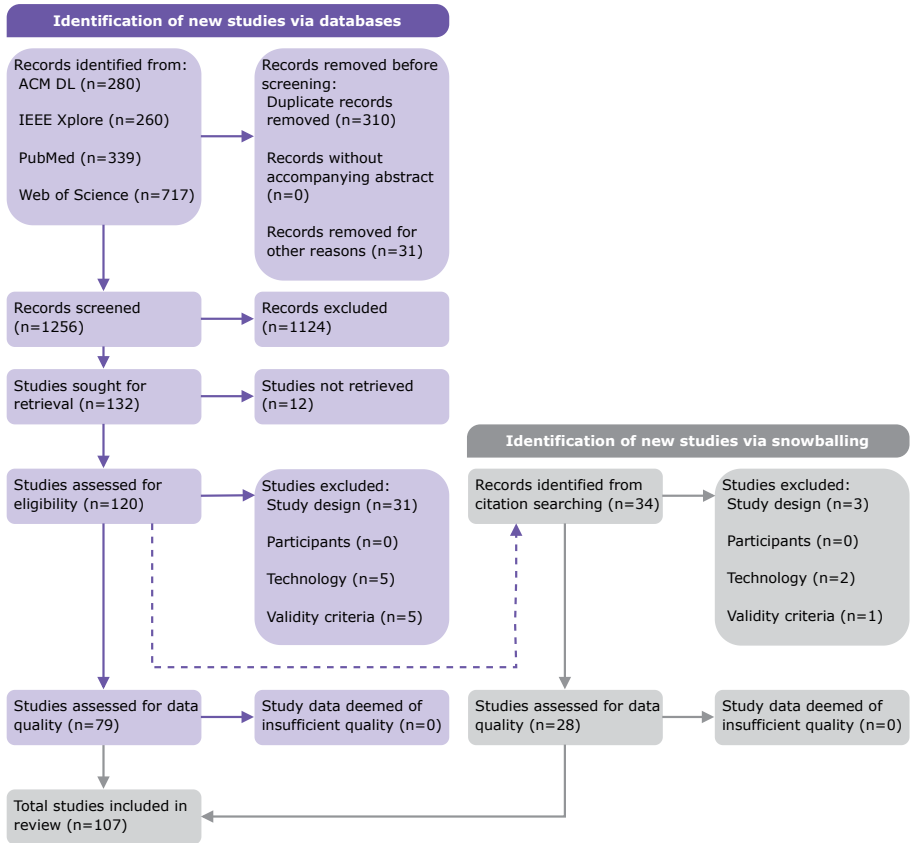 Identification of new studies via databases
Records identified from:
ACM DL (n=280)
IEEE Xplore (n=260)
PubMed (n=339)
Web of Science (n=717)
Records removed before
screening:
Duplicate records
removed (n=310)
Records without
accompanying abstract
(n=0)
Records removed for
other reasons (n=31)
Records screened
(n=1256)
Records excluded
(n=1124)
Studies sought for
retrieval (n=132)
Studies not retrieved
(n=12)
Identification of new studies via snowballing
Studies assessed for
eligibility (n=120)
Studies excluded:
Study design (n=31)
Participants (n=0)
Technology (n=5)
Validity criteria (n=5)
Records identified from
citation searching (n=34)
Studies excluded:
Study design (n=3)
Participants (n=0)
Technology (n=2)
Validity criteria (n=1)
Studies assessed for data
quality (n=79)
Study data deemed of
insufficient quality (n=0)
Studies assessed for data
quality (n=28)
Study data deemed of
insufficient quality (n=0)
Total studies included in
review (n=107)